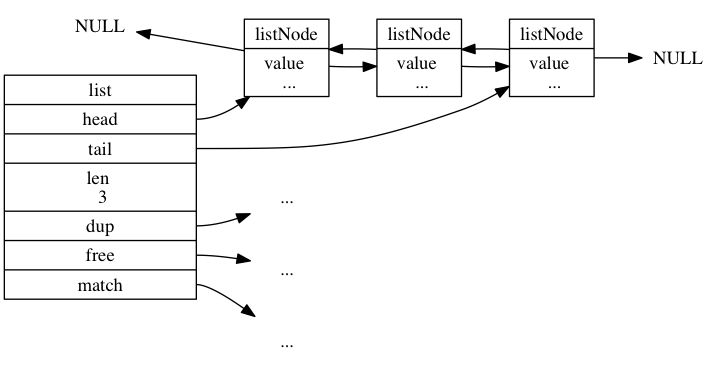 NULL
listNode
value
...
listNode
value
...
listNode
value
...
NULL
list
head
tail
len
3
dup
free
match
...
...
...